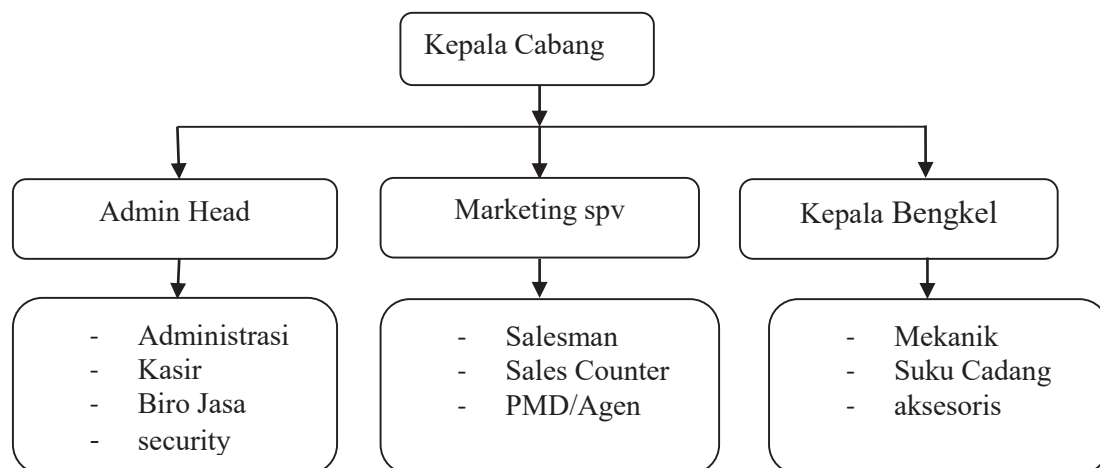 Kepala Cabang
Admin Head
Marketing spv
Kepala Bengkel
- Administrasi
- Kasir
- Biro Jasa
- security
- Salesman
- Sales Counter
- PMD/Agen
- Mekanik
- Suku Cadang
- aksesoris